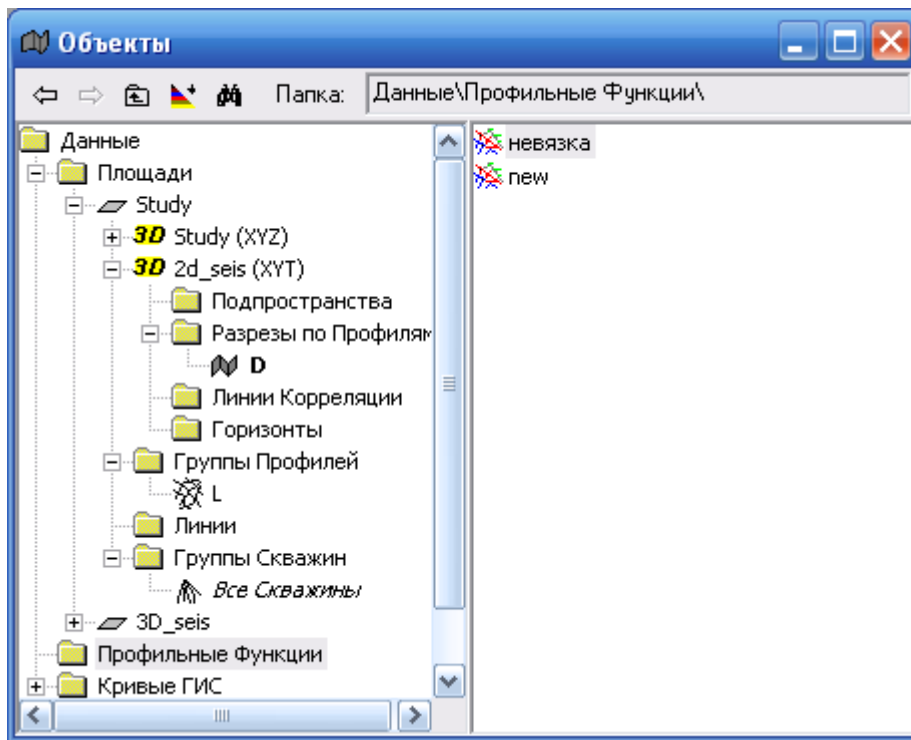 Объекты
Папка: Данные\Профильные Функции\
Данные
Площади
Study
3D Study (XYZ)
3D 2d_seis (XYT)
Подпространства
Разрезы по Профилям
D
Линии Корреляции
Горизонты
Группы Профилей
L
Линии
Группы Скважин
Все Скважины
3D_seis
Профильные Функции
Кривые ГИС
невязка
new